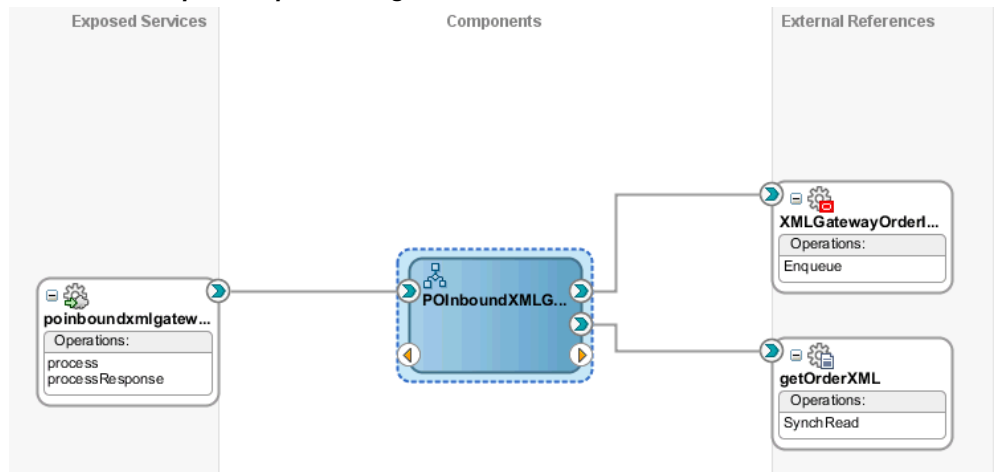 Exposed Services
Components
External References
poinboundxmlgatew...
Operations:
process
processResponse
POInboundXMLG...
XMLGatewayOrderI...
Operations:
Enqueue
getOrderXML
Operations:
SynchRead